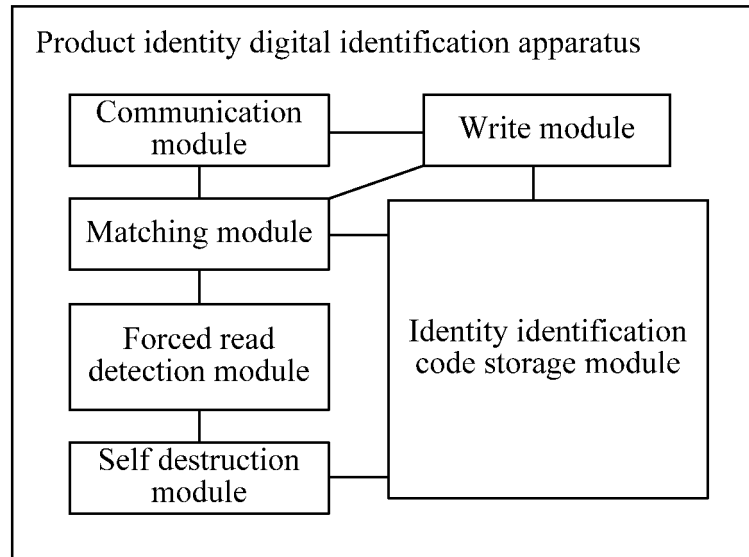 Product identity digital identification apparatus
Communication
module
Write module
Matching module
Forced read
detection module
Identity identification
code storage module
Self destruction
module